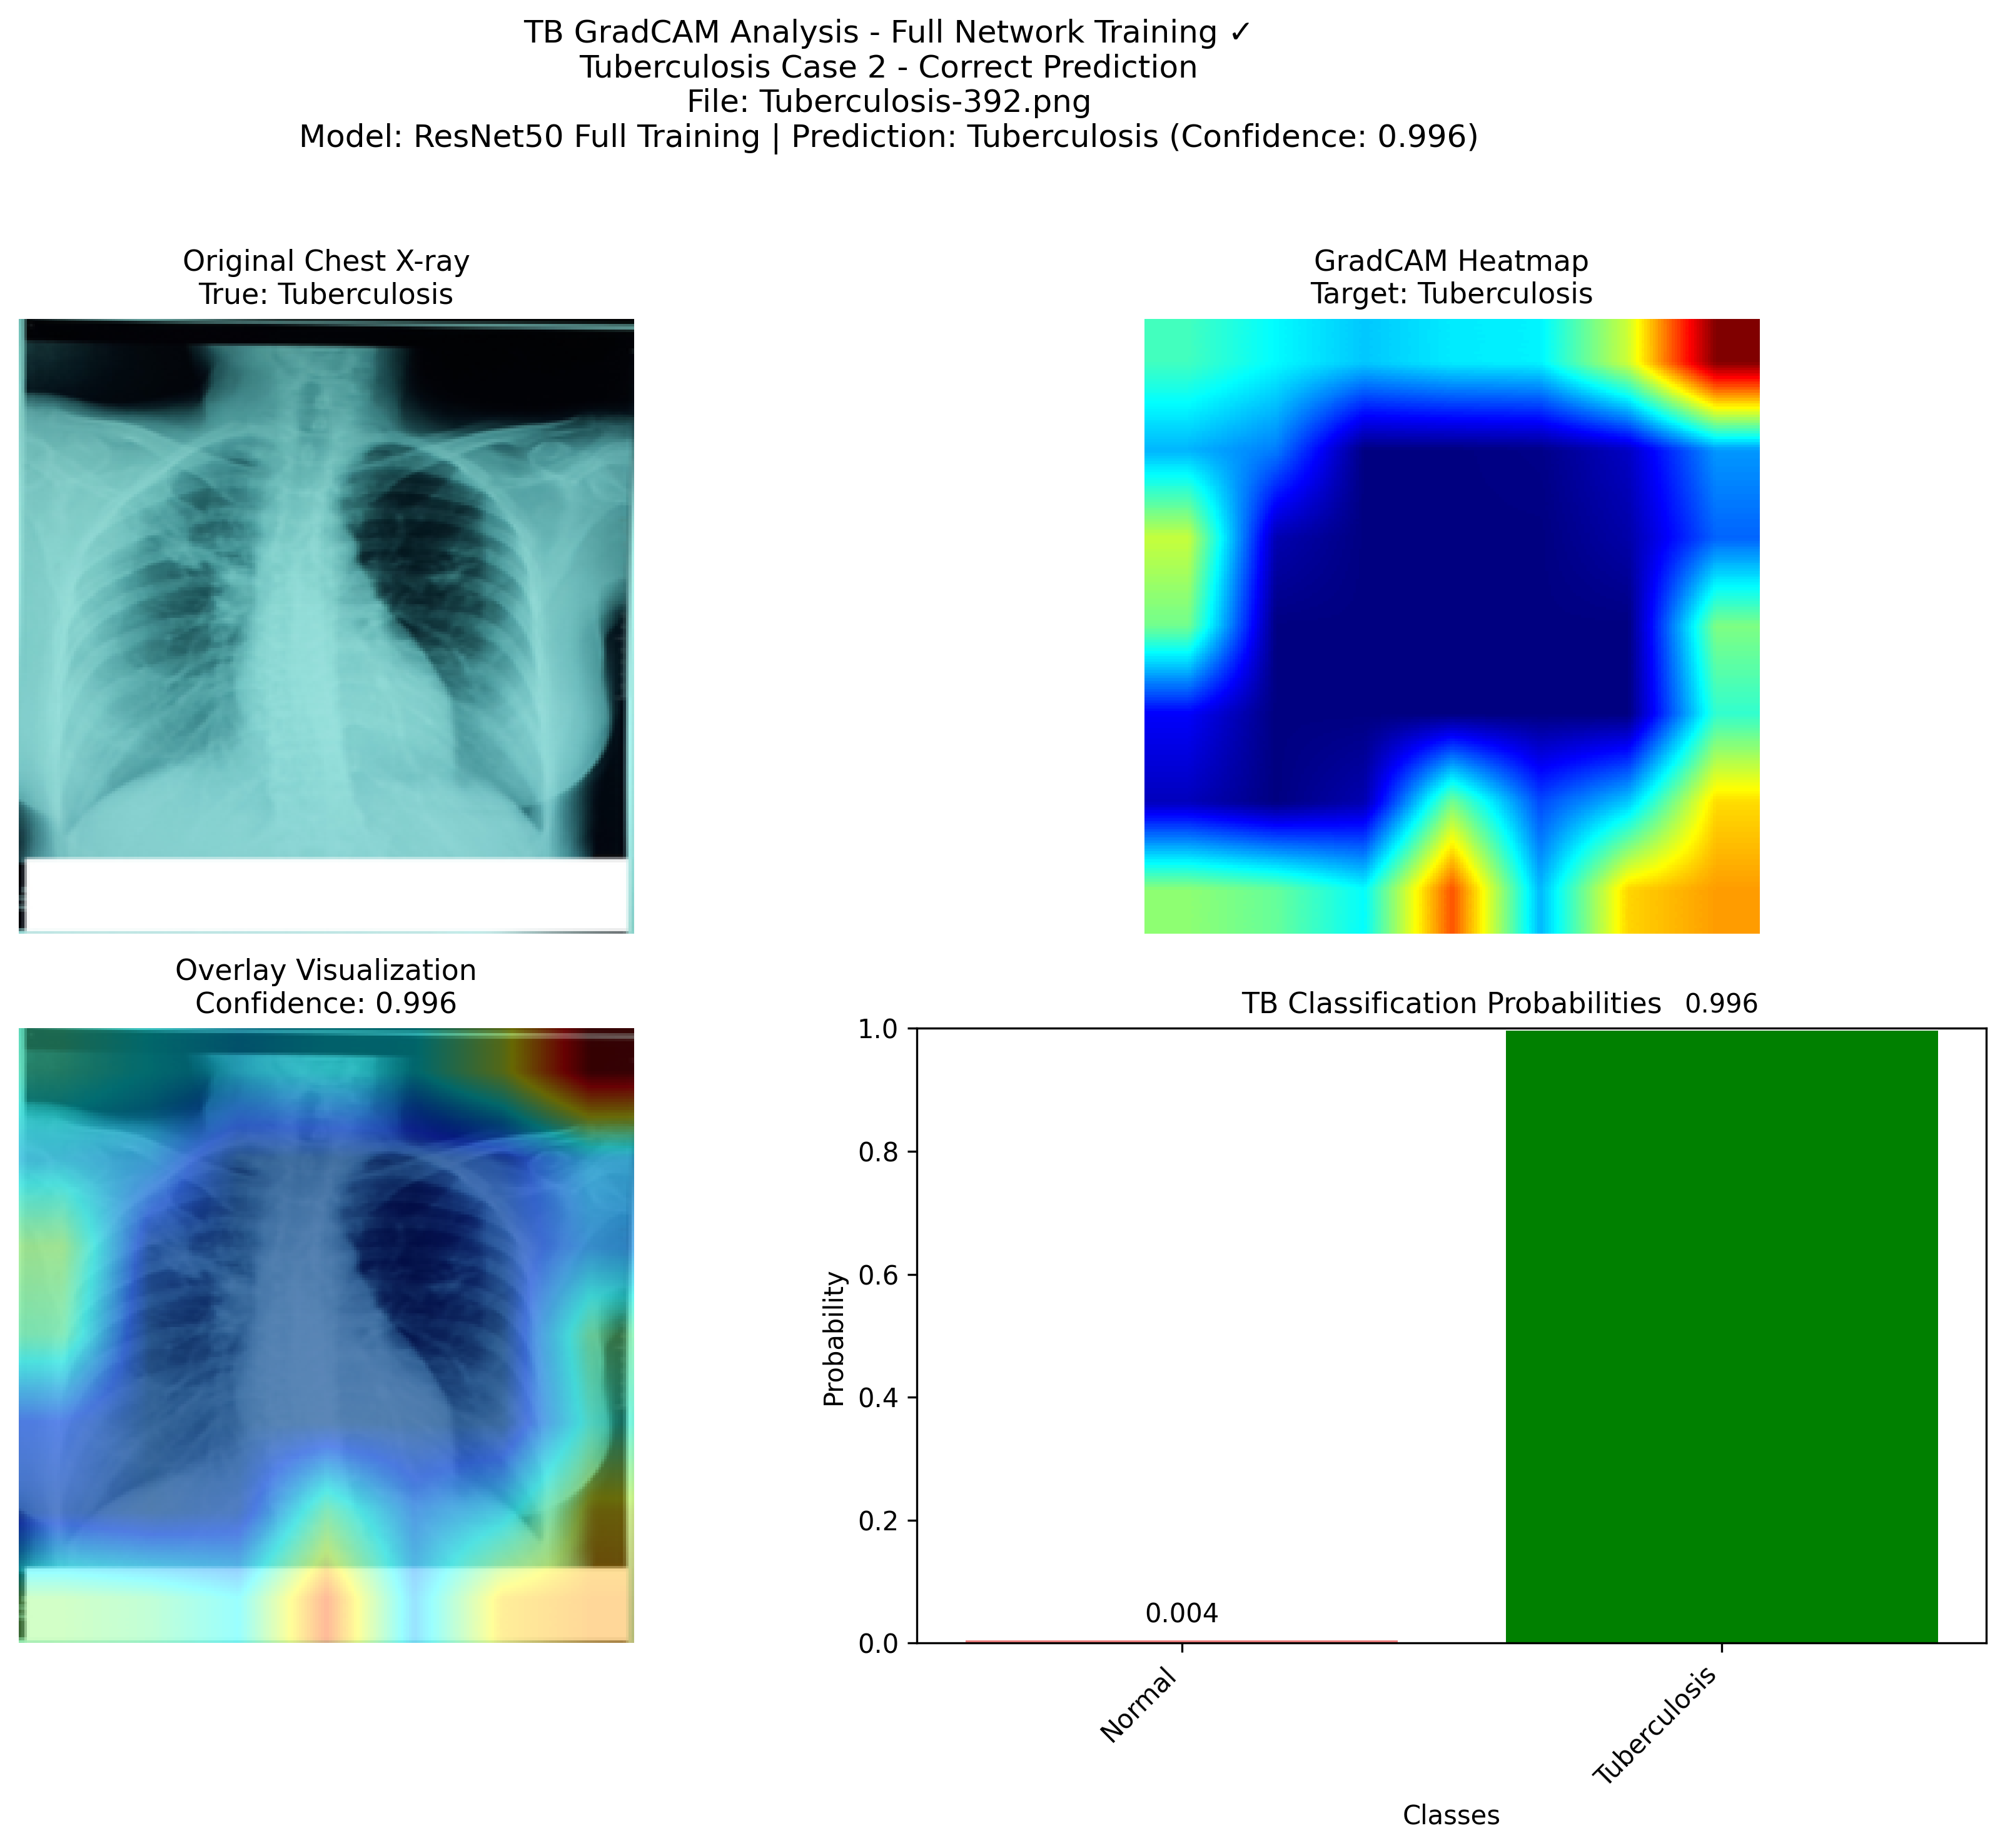 TB GradCAM Analysis - Full Network Training ✓
Tuberculosis Case 2 - Correct Prediction
File: Tuberculosis-392.png
Model: ResNet50 Full Training | Prediction: Tuberculosis (Confidence: 0.996)
Original Chest X-ray
True: Tuberculosis
GradCAM Heatmap
Target: Tuberculosis
Overlay Visualization
Confidence: 0.996
TB Classification Probabilities
0.996
1.0
0.8
0.6
0.4
0.2
0.0
Probability
0.004
Normal
Tuberculosis
Classes